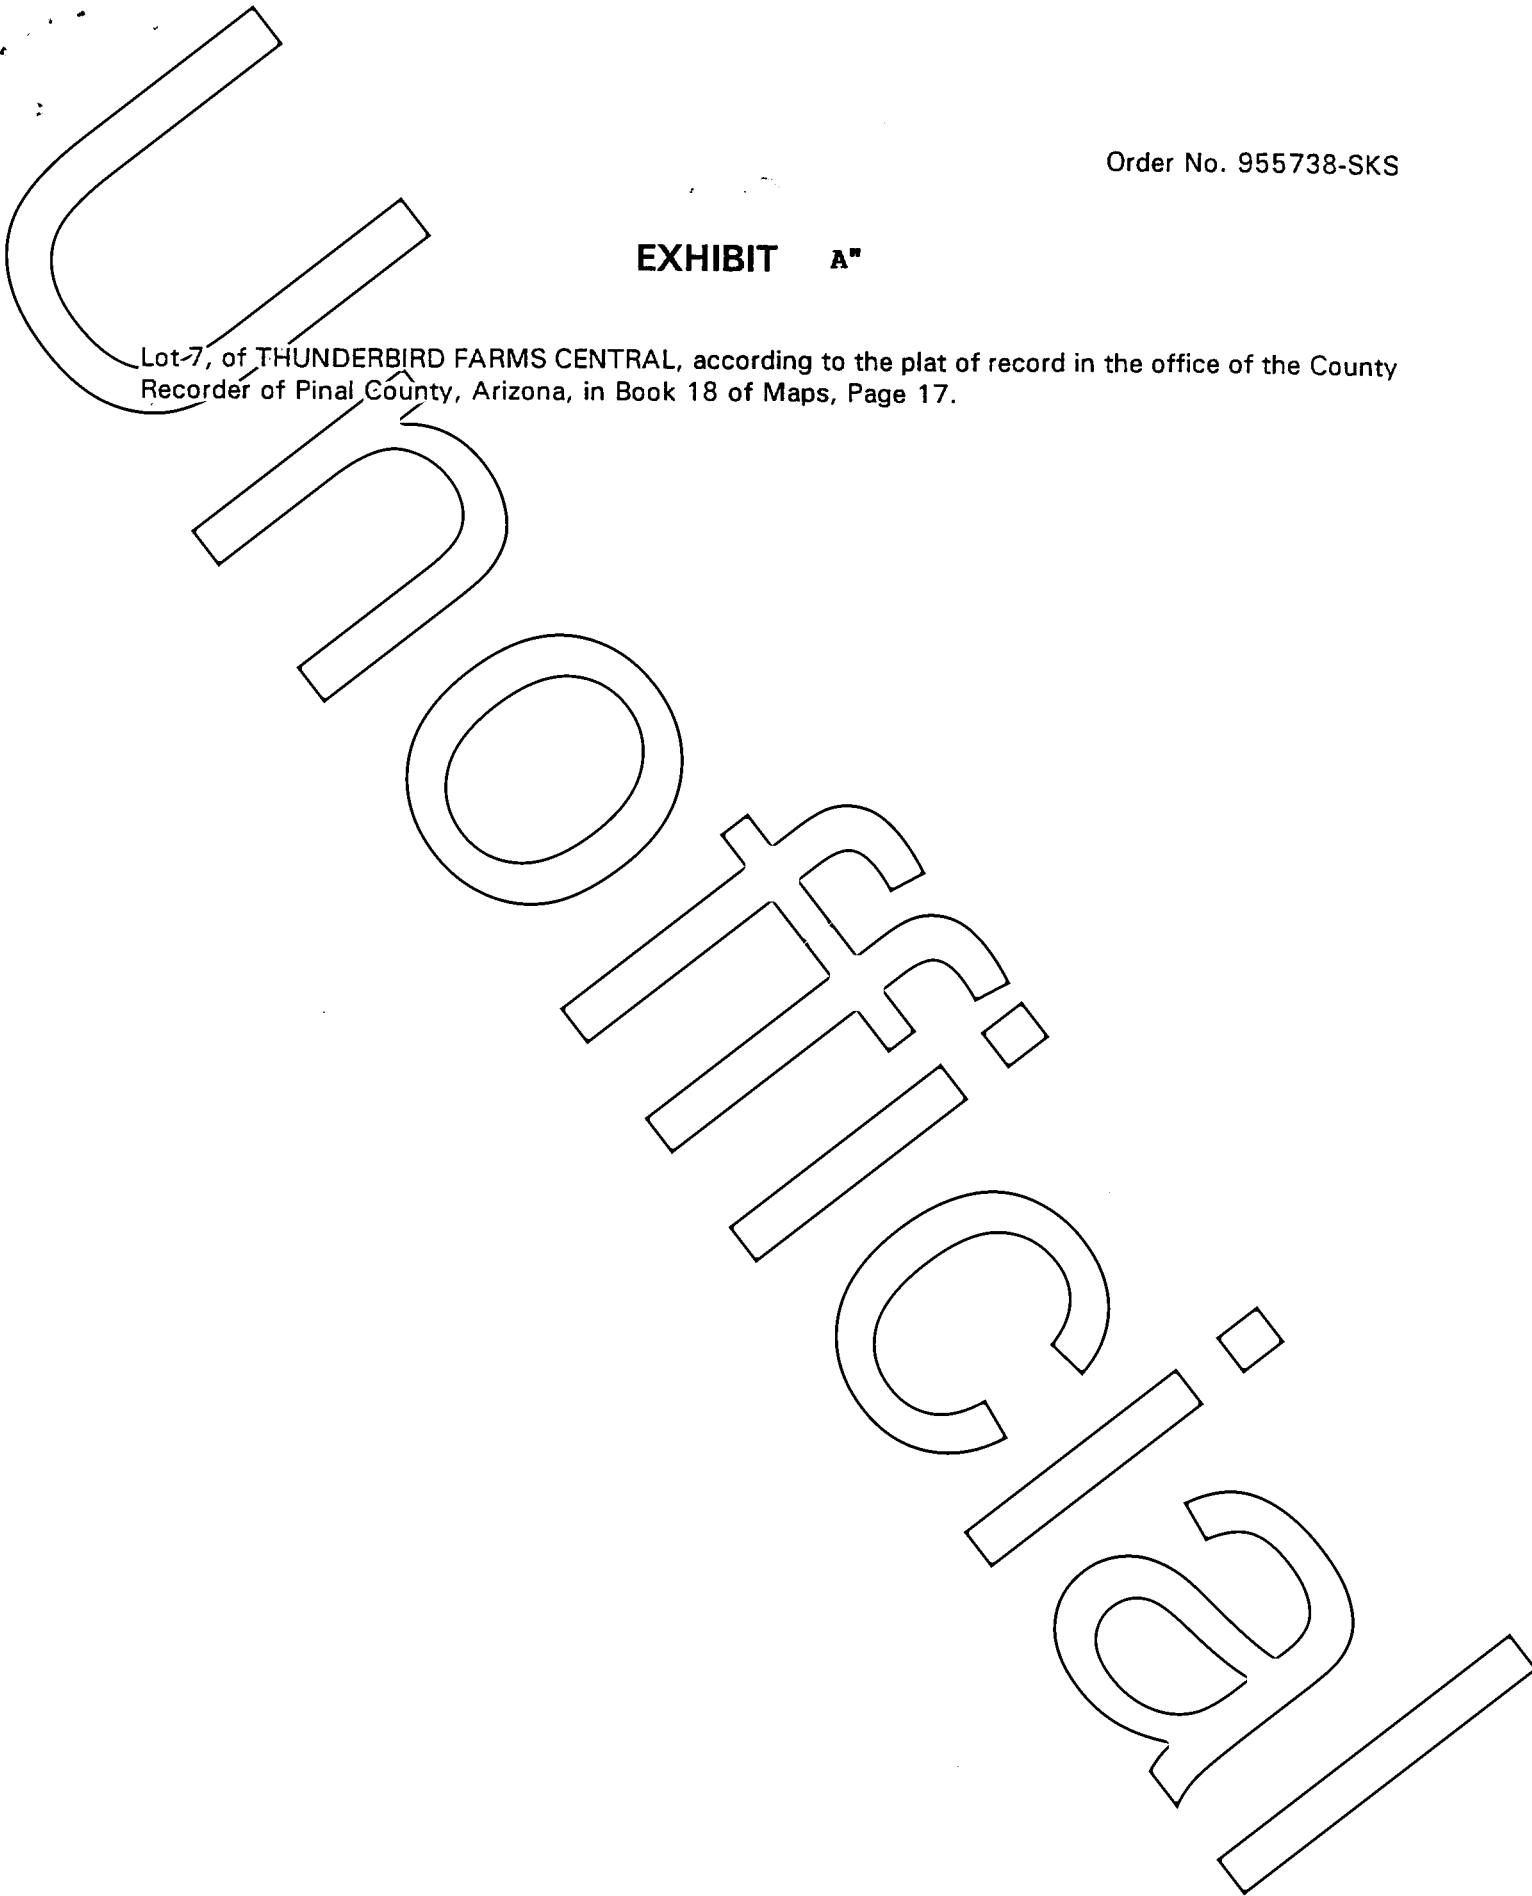 Order No. 955738-SKS
EXHIBIT A"
Lot 7, of THUNDERBIRD FARMS CENTRAL, according to the plat of record in the office of the County
Recorder of Pinal County, Arizona, in Book 18 of Maps, Page 17.
Unofficial